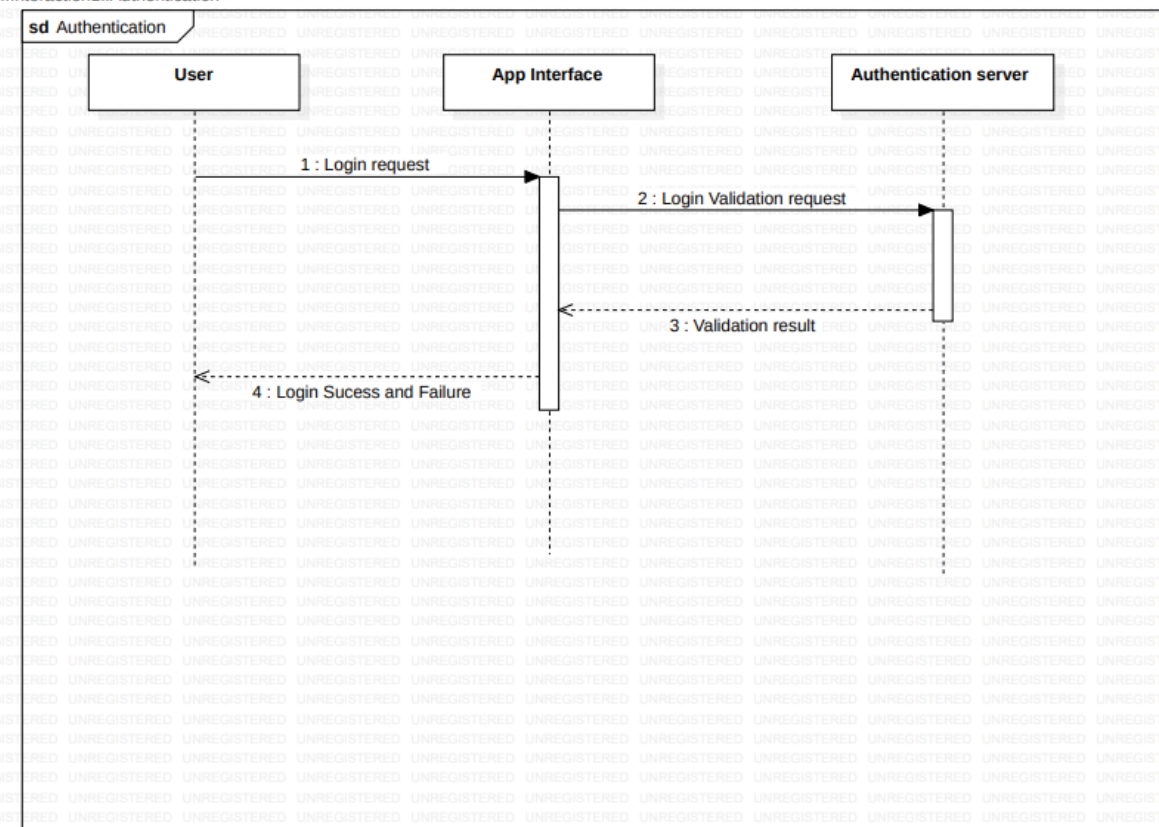 sd Authentication
User
App Interface
Authentication server
1 : Login request
2 : Login Validation request
3 : Validation result
4 : Login Sucess and Failure
UNREGISTERED